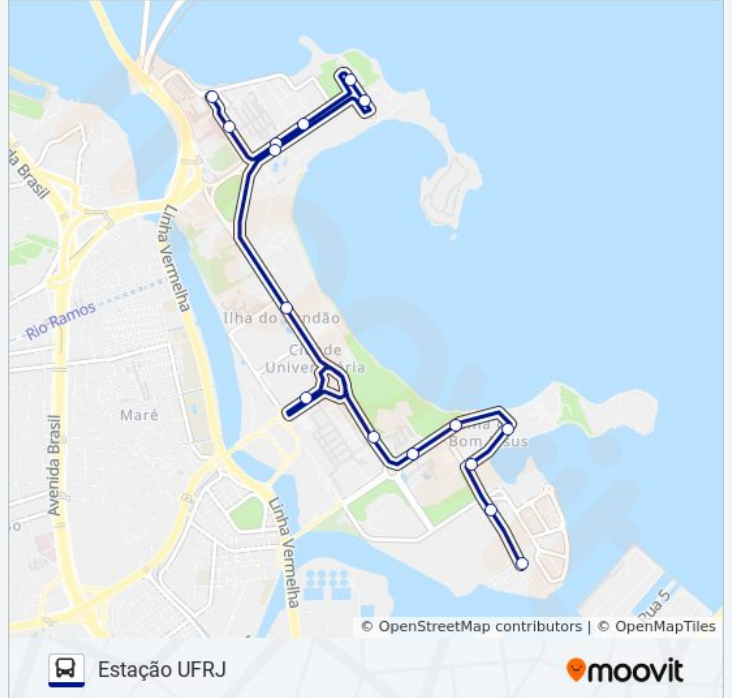 da Brasil
Linha Vermelha
Rio Ramos
Ilha do Fundão
Cidade
Universitária
Maré
Avenida Brasil
Bom Jesus
Linha Vermelha
Rua 5
© OpenStreetMap contributors | © OpenMapTiles
Estação UFRJ
moovit